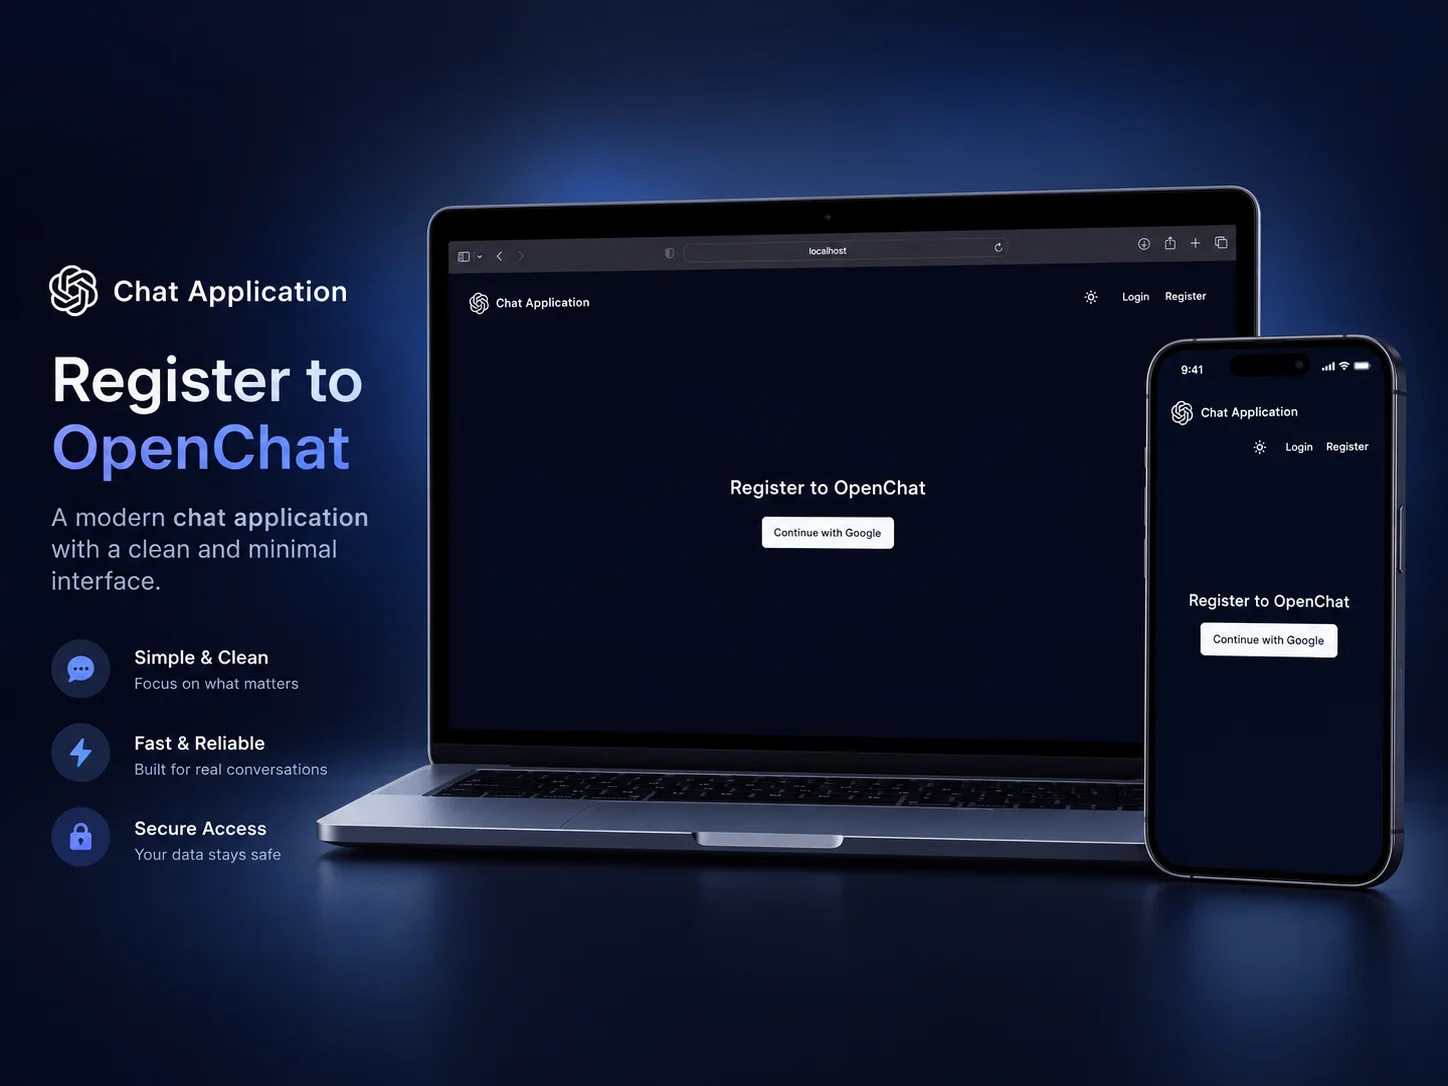 Chat Application
Register to
OpenChat
A modern chat application
with a clean and minimal
interface.
Simple & Clean
Focus on what matters
Fast & Reliable
Built for real conversations
Secure Access
Your data stays safe
localhost
Chat Application
Login
Register
Register to OpenChat
Continue with Google
9:41
Chat Application
Login
Register
Register to OpenChat
Continue with Google